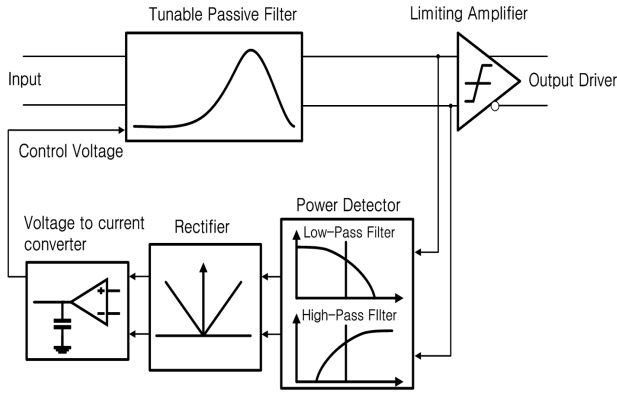 Tunable Passive Filter
Limiting Amplifier
Input
Output Driver
Control Voltage
Power Detector
Voltage to current
converter
Rectifier
Low-Pass Filter
High-Pass FIlter